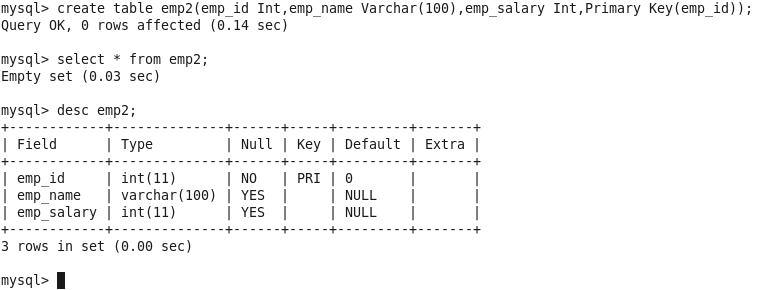 mysql> create table emp2(emp_id Int,emp_name Varchar(100),emp_salary Int,Primary Key(emp_id));
Query OK, 0 rows affected (0.14 sec)

mysql> select * from emp2;
Empty set (0.03 sec)

mysql> desc emp2;
+------------+--------------+------+-----+---------+-------+
| Field      | Type         | Null | Key | Default | Extra |
+------------+--------------+------+-----+---------+-------+
| emp_id     | int(11)      | NO   | PRI | 0       |       |
| emp_name   | varchar(100) | YES  |     | NULL    |       |
| emp_salary | int(11)      | YES  |     | NULL    |       |
+------------+--------------+------+-----+---------+-------+
3 rows in set (0.00 sec)

mysql>